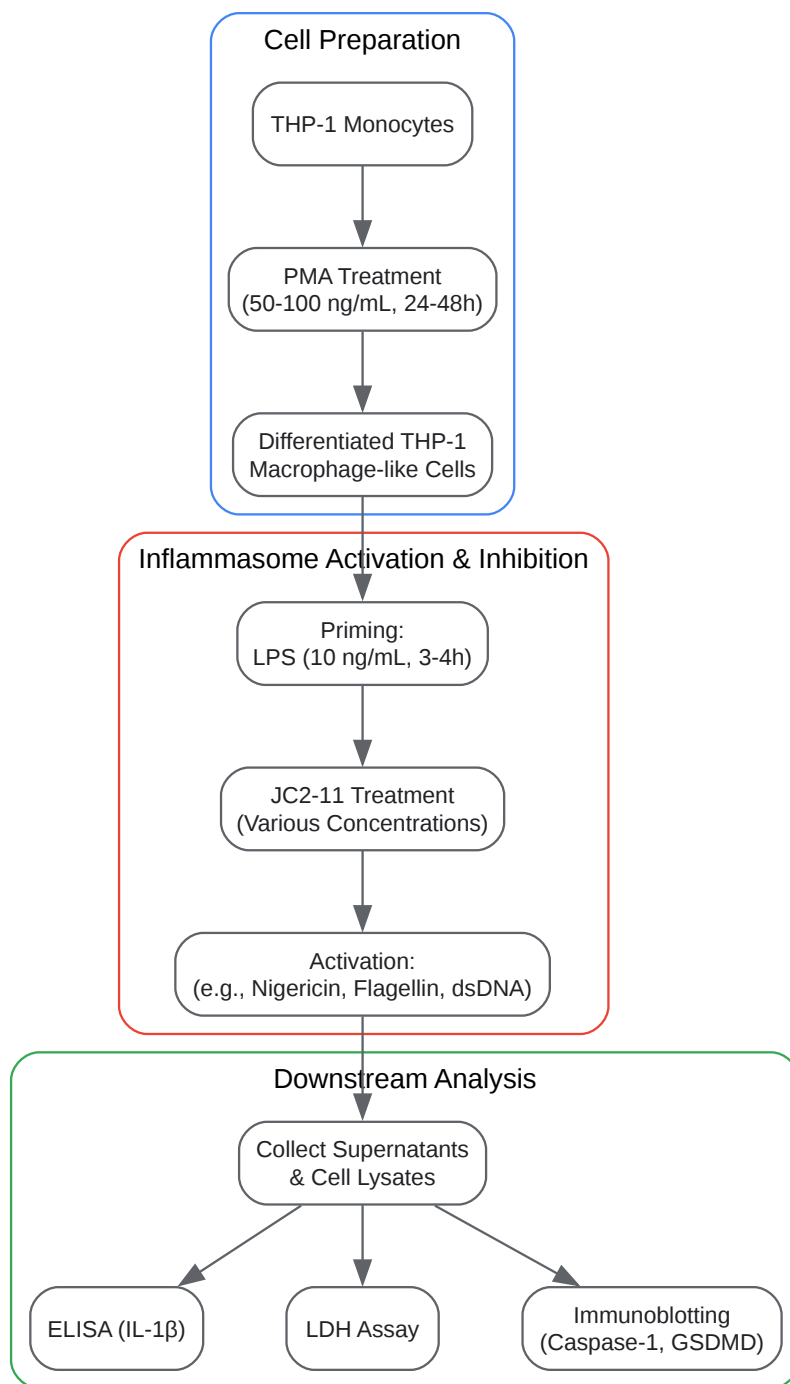 Cell Preparation
THP-1 Monocytes
PMA Treatment
(50-100 ng/mL, 24-48h)
Differentiated THP-1
Macrophage-like Cells
Inflammasome Activation & Inhibition
Priming:
LPS (10 ng/mL, 3-4h)
JC2-11 Treatment
(Various Concentrations)
Activation:
(e.g., Nigericin, Flagellin, dsDNA)
Downstream Analysis
Collect Supernatants
& Cell Lysates
ELISA (IL-1β)
LDH Assay
Immunoblotting
(Caspase-1, GSDMD)